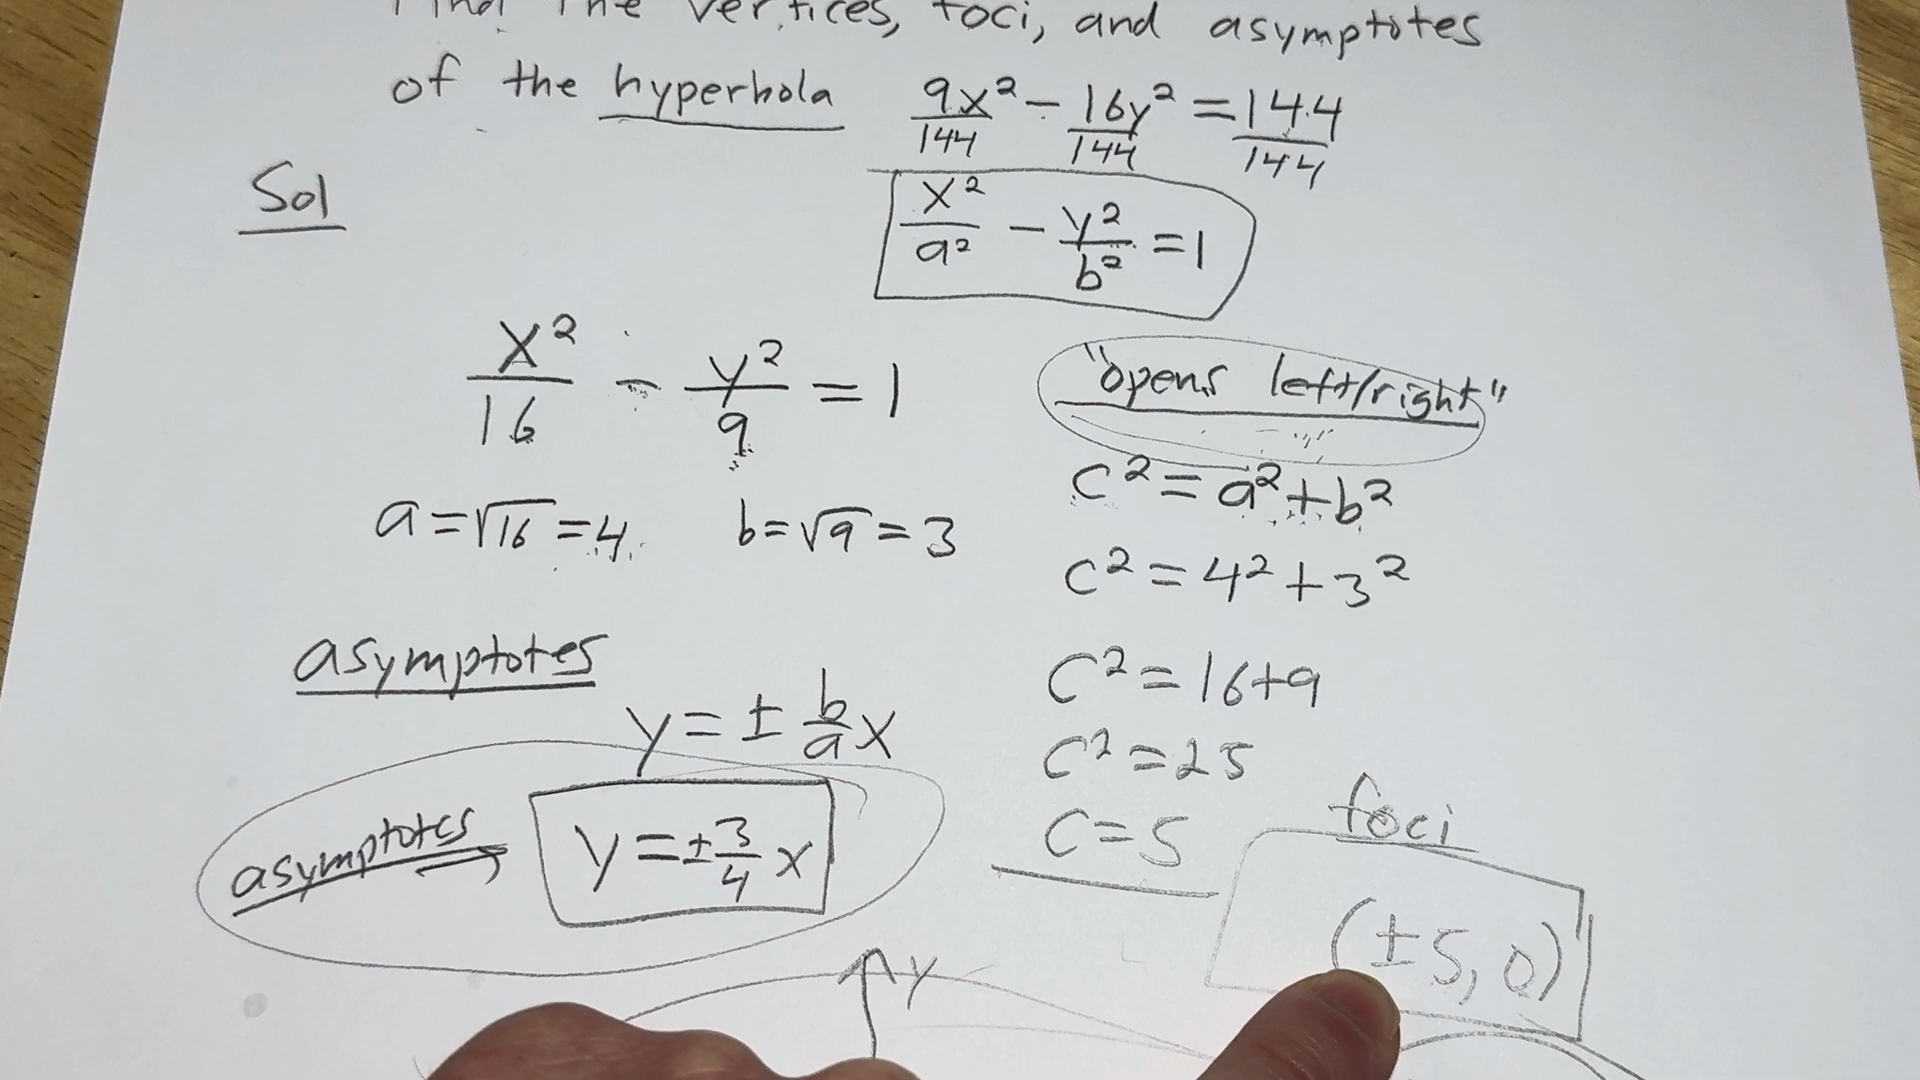 Find the vertices, foci, and asymptotes
of the hyperbola 9x²/144 − 16y²/144 = 144/144
Sol
x²/a² − y²/b² = 1
x²/16 − y²/9 = 1
"opens left/right"
c² = a² + b²
a = √16 = 4 b = √9 = 3
c² = 4² + 3²
asymptotes
c² = 16 + 9
y = ± b/a x
c² = 25
foci
asymptotes → y = ± 3/4 x
c = 5
(±5, 0)
y